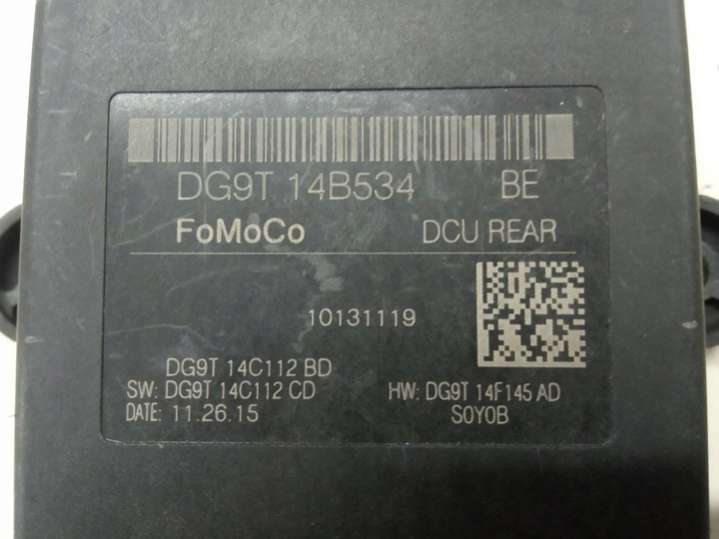 DG9T 14B534 BE
FoMoCo DCU REAR
10131119
DG9T 14C112 BD
SW: DG9T 14C112 CD HW: DG9T 14F145 AD
DATE: 11.26.15 S0Y0B